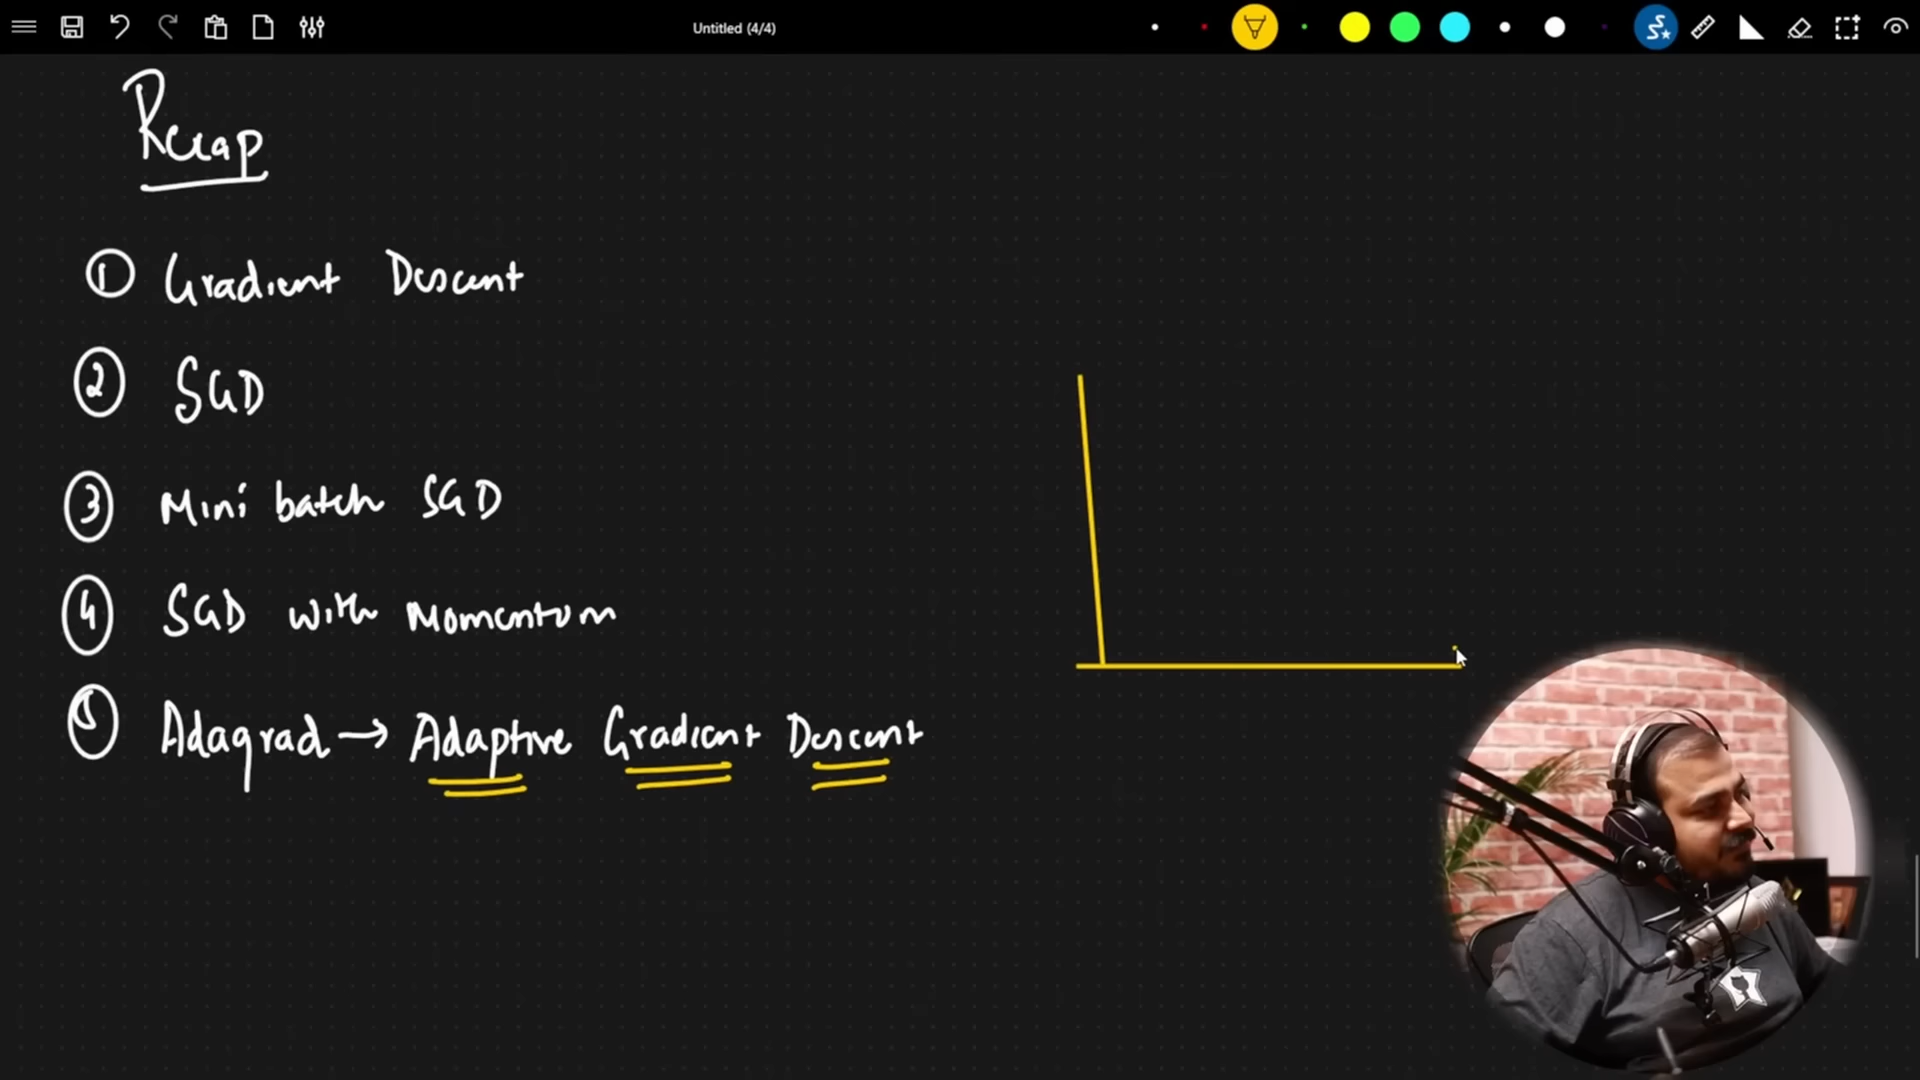 Untitled (4/4)
Recap
① Gradient Descent
② SGD
③ Mini batch SGD
④ SGD with Momentum
⑤ Adagrad → Adaptive Gradient Descent